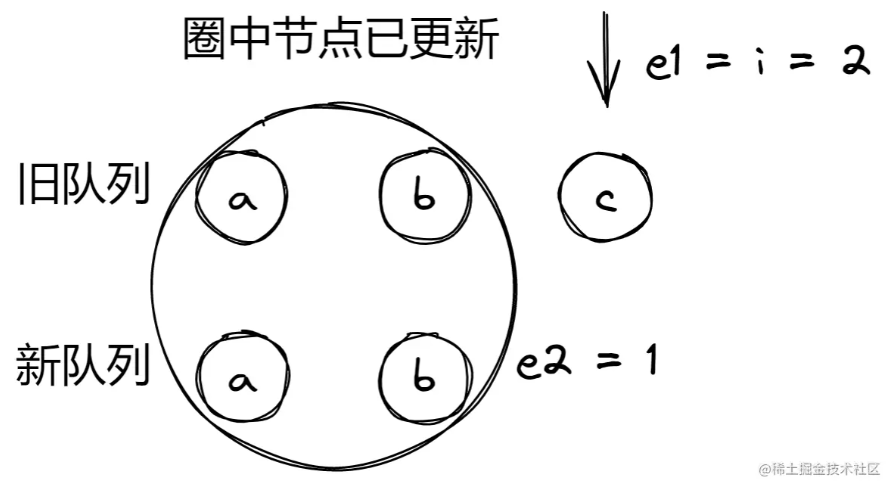 圈中节点已更新
e1 = i = 2
旧队列
a
b
c
新队列
a
b
e2 = 1
@稀土掘金技术社区